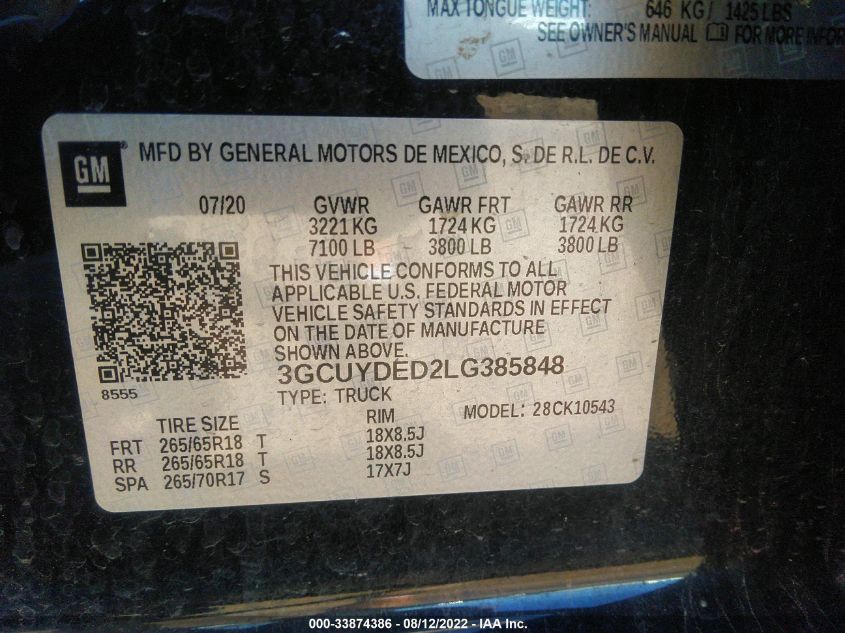 MAX TONGUE WEIGHT: 646 KG/ 1425 LBS
SEE OWNER'S MANUAL FOR MORE INFOR
GM
MFD BY GENERAL MOTORS DE MEXICO, S. DE R.L. DE C.V.
07/20 GVWR GAWR FRT GAWR RR
3221 KG 1724 KG 1724 KG
7100 LB 3800 LB 3800 LB
THIS VEHICLE CONFORMS TO ALL
APPLICABLE U.S. FEDERAL MOTOR
VEHICLE SAFETY STANDARDS IN EFFECT
ON THE DATE OF MANUFACTURE
SHOWN ABOVE.
3GCUYDED2LG385848
8555
TYPE: TRUCK MODEL: 28CK10543
TIRE SIZE RIM
FRT 265/65R18 T 18X8.5J
RR 265/65R18 T 18X8.5J
SPA 265/70R17 S 17X7J
000-33874386 - 08/12/2022 - IAA Inc.